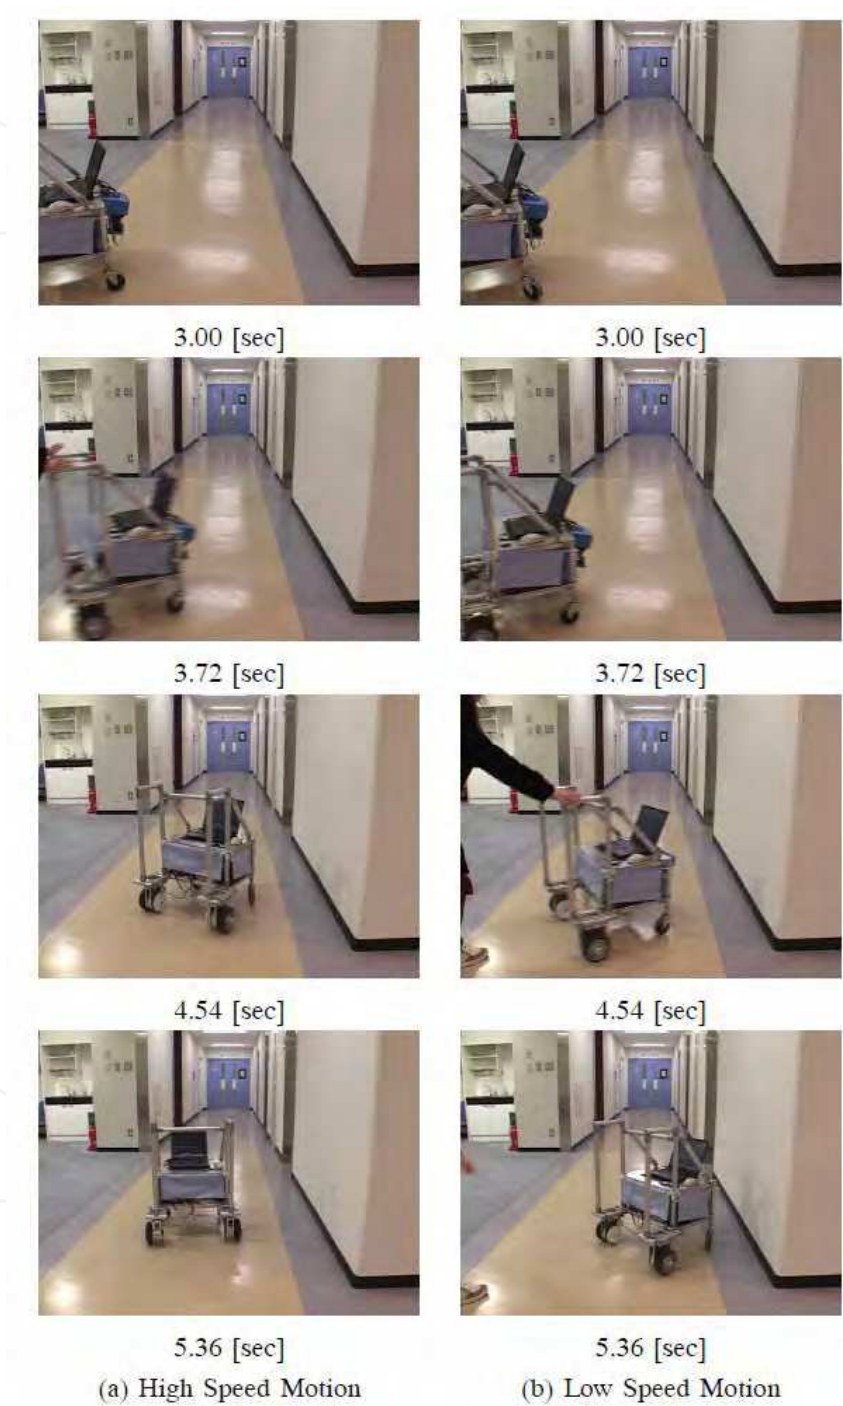 3.00 [sec] 3.00 [sec]
3.72 [sec] 3.72 [sec]
4.54 [sec] 4.54 [sec]
5.36 [sec] 5.36 [sec]
(a) High Speed Motion (b) Low Speed Motion